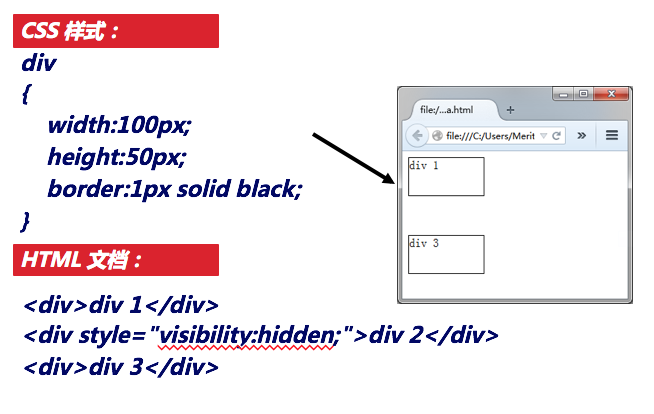 CSS 样式：
div
{
width:100px;
height:50px;
border:1px solid black;
}
HTML 文档：
<div>div 1</div>
<div style="visibility:hidden;">div 2</div>
<div>div 3</div>
file:/...a.html
file:///C:/Users/Merit
div 1
div 3